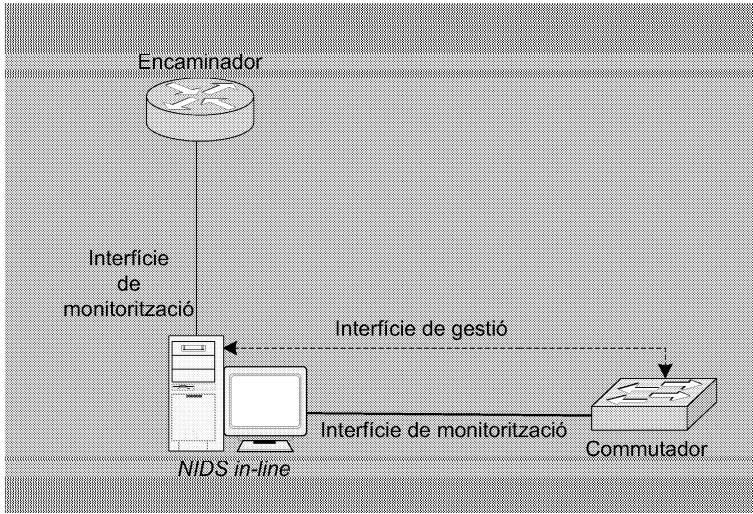 Encaminador
Interfície
de
monitorització
Interfície de gestió
Interfície de monitorització
Commutador
NIDS in-line